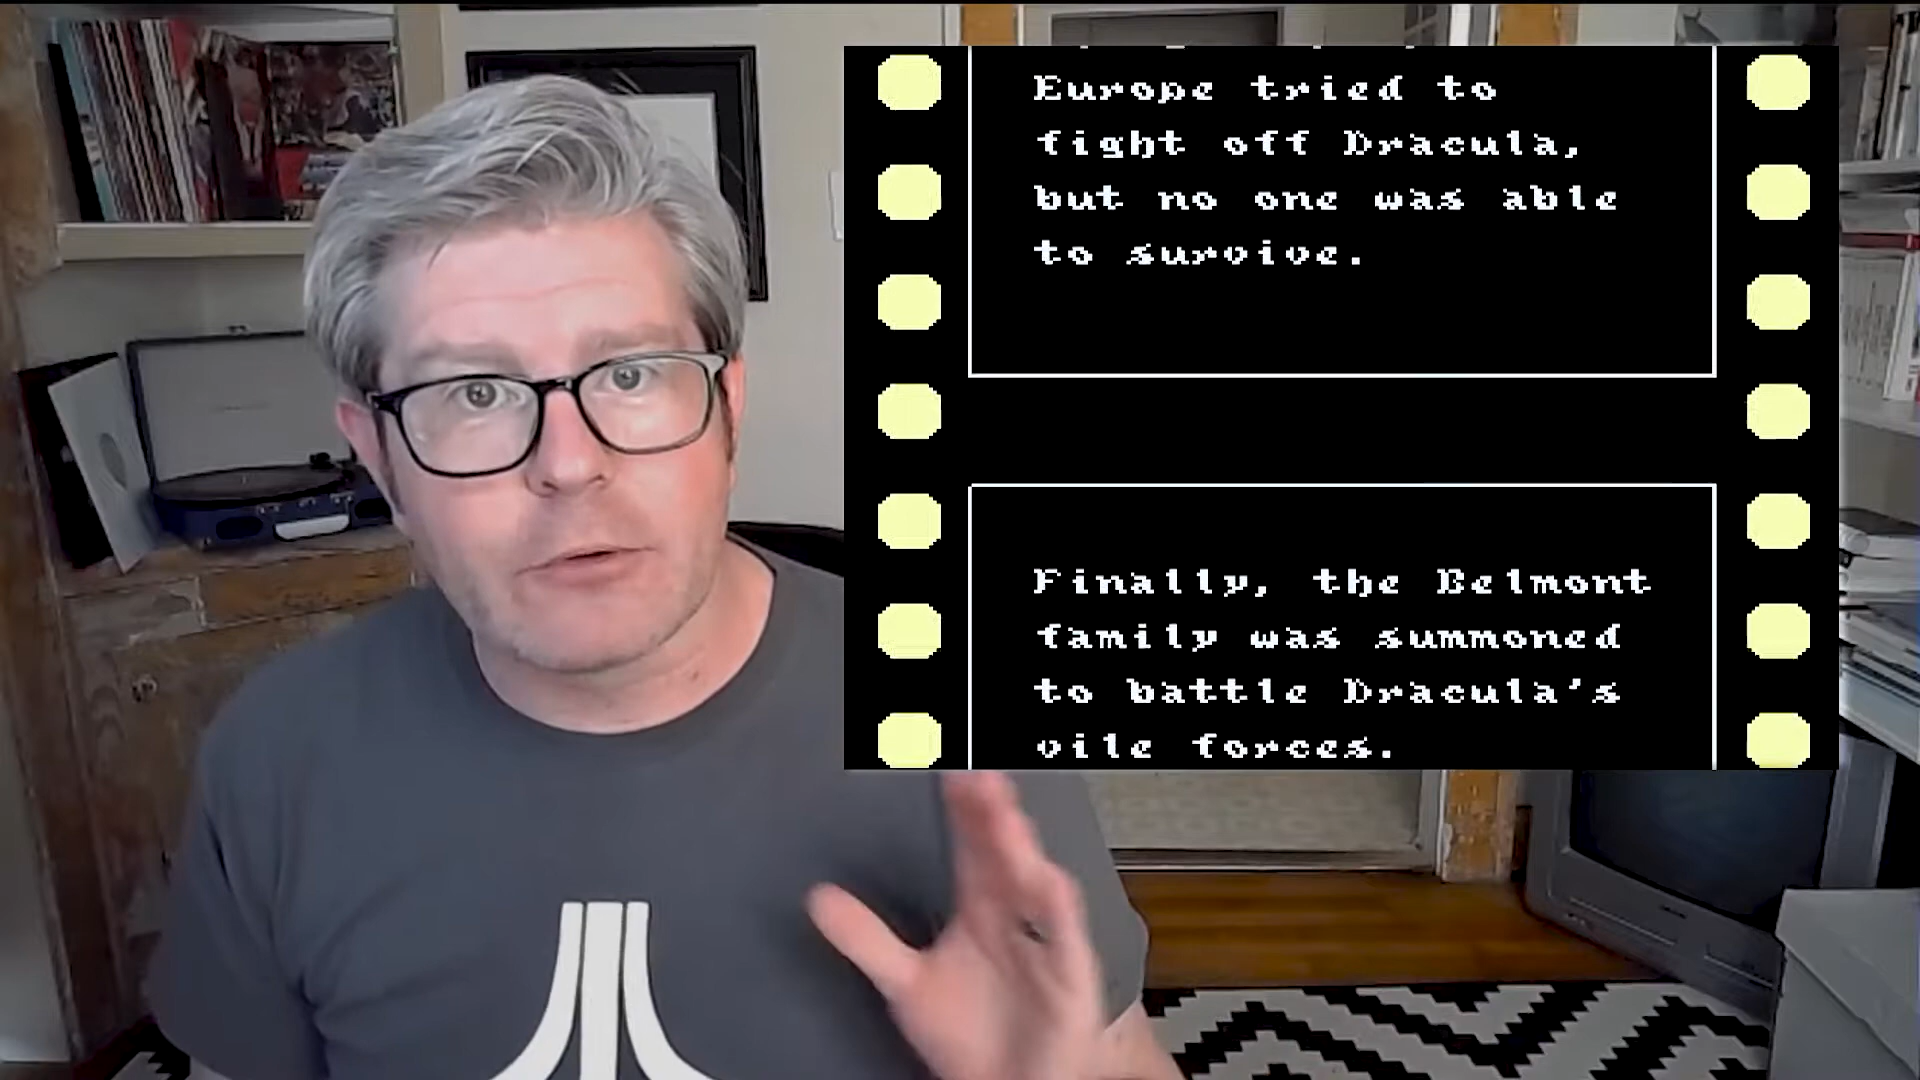 Europe tried to
fight off Dracula,
but no one was able
to survive.
Finally, the Belmont
family was summoned
to battle Dracula's
vile forces.